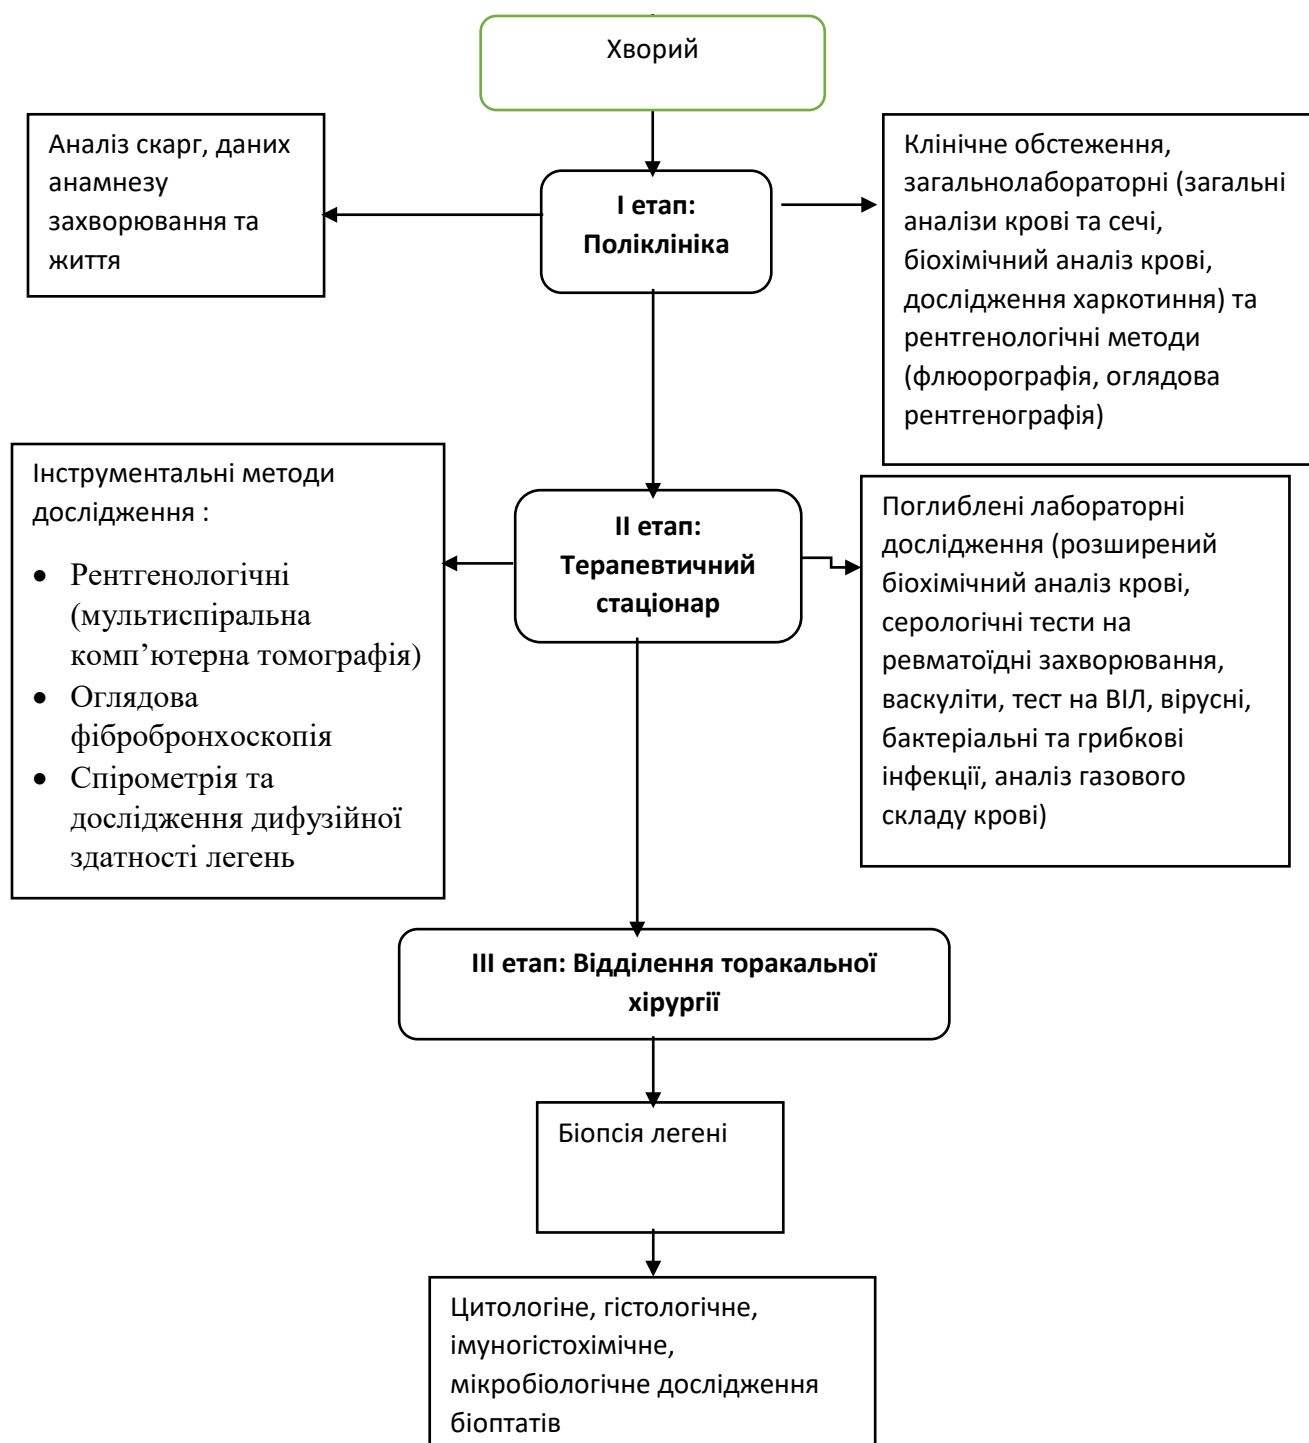 Хворий
Аналіз скарг, даних
анамнезу
захворювання та
життя
І етап:
Поліклініка
Клінічне обстеження,
загальнолабораторні (загальні
аналізи крові та сечі,
біохімічний аналіз крові,
дослідження харкотиння) та
рентгенологічні методи
(флюорографія, оглядова
рентгенографія)
Інструментальні методи
дослідження :
• Рентгенологічні
(мультиспіральна
комп’ютерна томографія)
• Оглядова
фібробронхоскопія
• Спірометрія та
дослідження дифузійної
здатності легень
ІІ етап:
Терапевтичний
стаціонар
Поглиблені лабораторні
дослідження (розширений
біохімічний аналіз крові,
серологічні тести на
ревматоїдні захворювання,
васкуліти, тест на ВІЛ, вірусні,
бактеріальні та грибкові
інфекції, аналіз газового
складу крові)
ІІІ етап: Відділення торакальної
хірургії
Біопсія легені
Цитологіне, гістологічне,
імуногістохімічне,
мікробіологічне дослідження
біоптатів